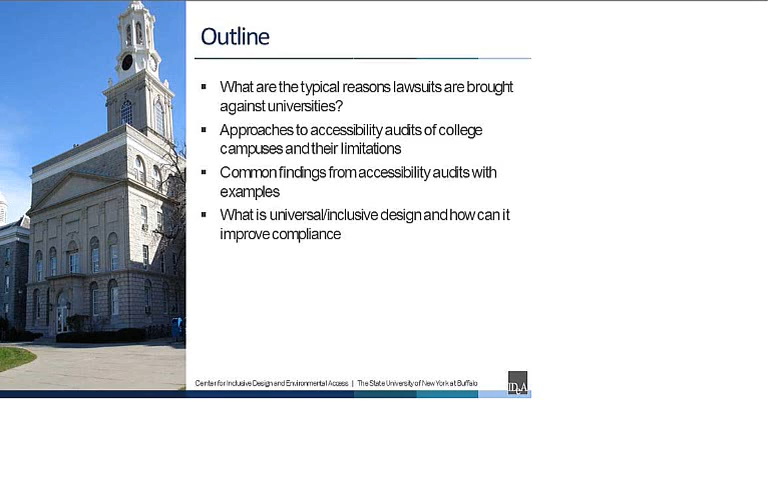 Outline
▪ What are the typical reasons lawsuits are brought
against universities?
▪ Approaches to accessibility audits of college
campuses and their limitations
▪ Common findings from accessibility audits with
examples
▪ What is universal/inclusive design and how can it
improve compliance
Center for Inclusive Design and Environmental Access | The State University of New York at Buffalo
IDeA